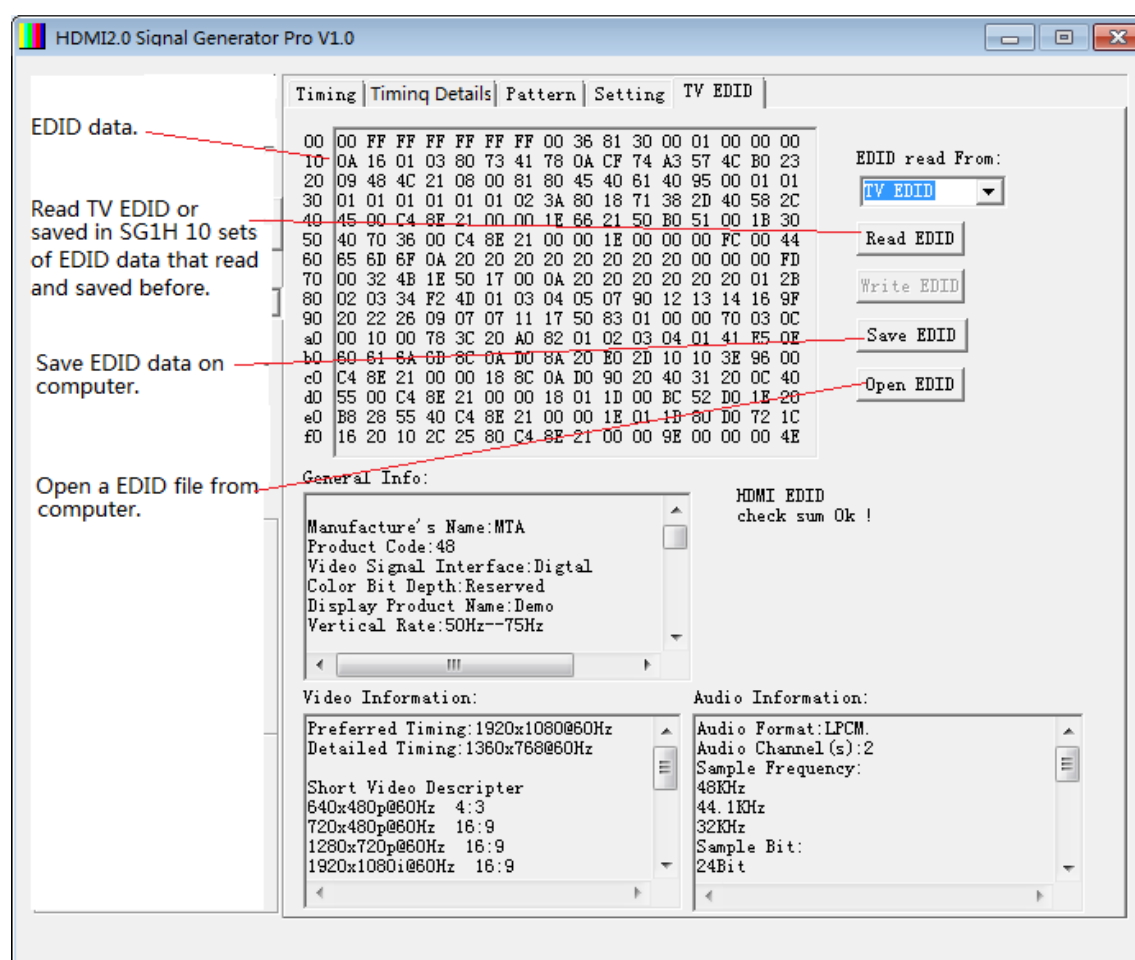 HDMI2.0 Signal Generator Pro V1.0
Timing Timing Details Pattern Setting TV EDID
EDID data.
Read TV EDID or
saved in SG1H 10 sets
of EDID data that read
and saved before.
Save EDID data on
computer.
Open a EDID file from
computer.
00 00 FF FF FF FF FF FF 00 36 81 30 00 01 00 00 00
10 0A 16 01 03 80 73 41 78 0A CF 74 A3 57 4C B0 23
20 09 48 4C 21 08 00 81 80 45 40 61 40 95 00 01 01
30 01 01 01 01 01 01 02 3A 80 18 71 38 2D 40 58 2C
40 45 00 C4 8E 21 00 00 1E 66 21 50 B0 51 00 1B 30
50 40 70 36 00 C4 8E 21 00 00 1E 00 00 00 FC 00 44
60 65 6D 6F 0A 20 20 20 20 20 20 20 20 00 00 00 FD
70 00 32 4B 1E 50 17 00 0A 20 20 20 20 20 20 01 2B
80 02 03 34 F2 4D 01 03 04 05 07 90 12 13 14 16 9F
90 20 22 26 09 07 07 11 17 50 83 01 00 00 70 03 0C
a0 00 10 00 78 3C 20 A0 82 01 02 03 04 01 41 E5 0E
b0 60 61 6A 0D 8C 0A D0 8A 20 E0 2D 10 10 3E 96 00
c0 C4 8E 21 00 00 18 8C 0A D0 90 20 40 31 20 0C 40
d0 55 00 C4 8E 21 00 00 18 01 1D 00 BC 52 D0 1E 20
e0 B8 28 55 40 C4 8E 21 00 00 1E 01 1D 80 D0 72 1C
f0 16 20 10 2C 25 80 C4 8E 21 00 00 9E 00 00 00 4E
EDID read From:
TV EDID
Read EDID
Write EDID
Save EDID
Open EDID
General Info:
Manufacture's Name:MTA
Product Code:48
Video Signal Interface:Digtal
Color Bit Depth:Reserved
Display Product Name:Demo
Vertical Rate:50Hz--75Hz
HDMI EDID
check sum Ok !
Video Information:
Preferred Timing:1920x1080@60Hz
Detailed Timing:1360x768@60Hz
Short Video Descripter
640x480p@60Hz 4:3
720x480p@60Hz 16:9
1280x720p@60Hz 16:9
1920x1080i@60Hz 16:9
Audio Information:
Audio Format:LPCM.
Audio Channel(s):2
Sample Frequency:
48KHz
44.1KHz
32KHz
Sample Bit:
24Bit